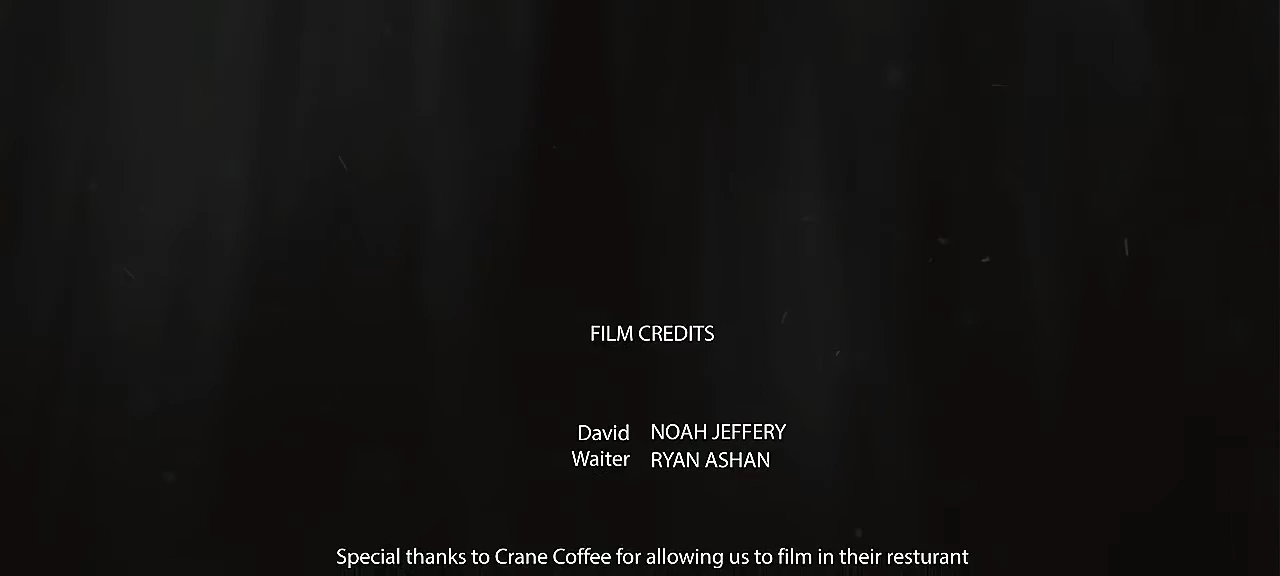 FILM CREDITS
David NOAH JEFFERY
Waiter RYAN ASHAN
Special thanks to Crane Coffee for allowing us to film in their resturant